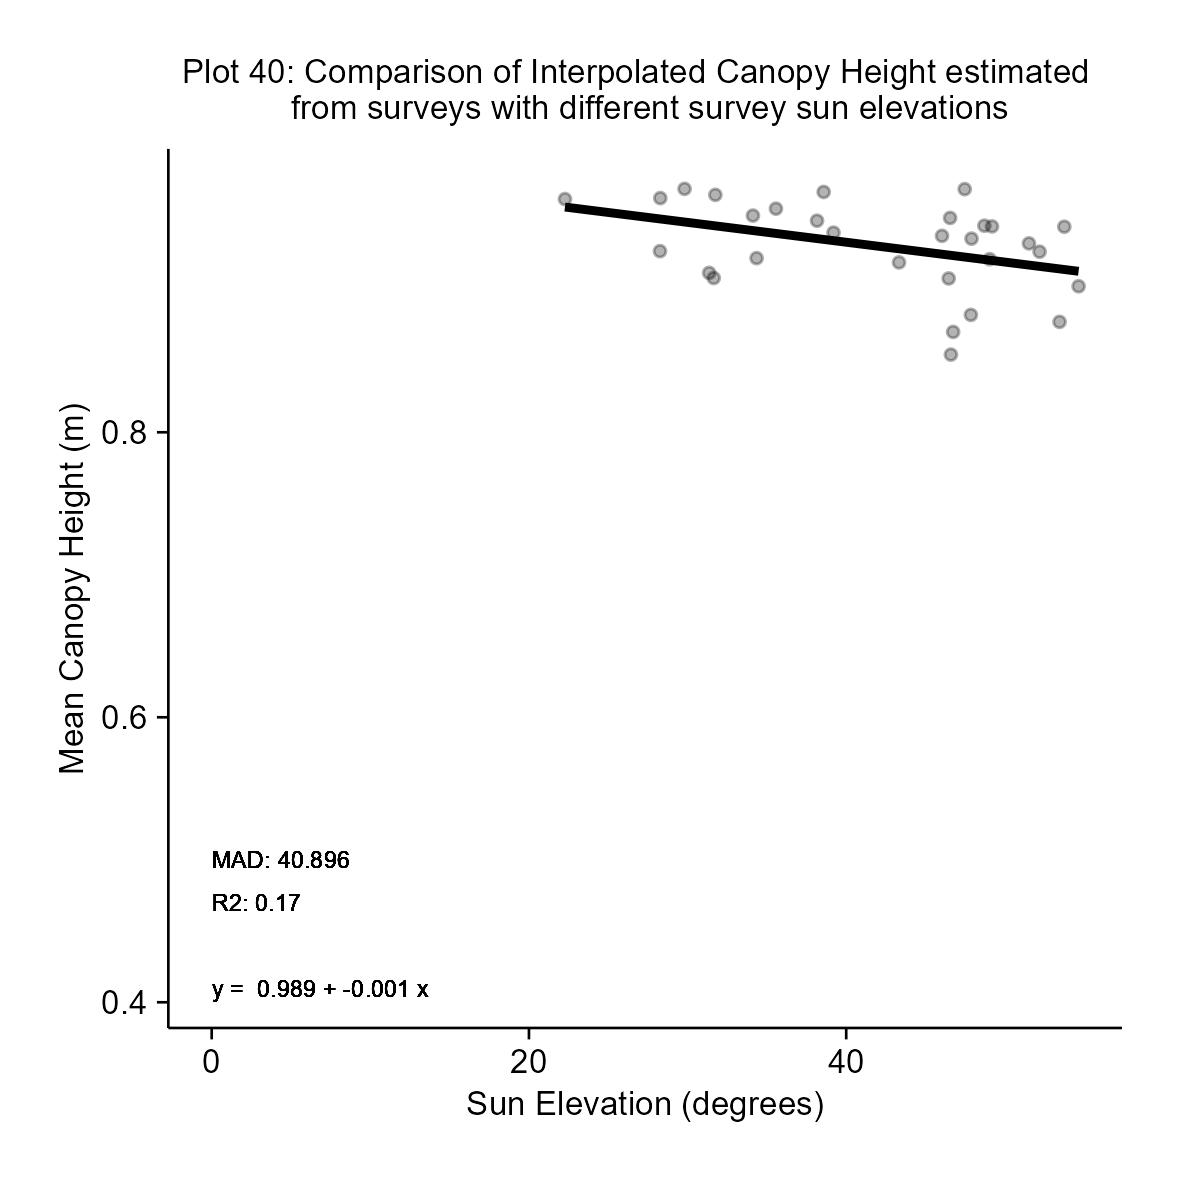 Plot 40: Comparison of Interpolated Canopy Height estimated
from surveys with different survey sun elevations
Mean Canopy Height (m)
0.8
0.6
0.4
MAD: 40.896
R2: 0.17
y =  0.989 + -0.001 x
0
20
40
Sun Elevation (degrees)